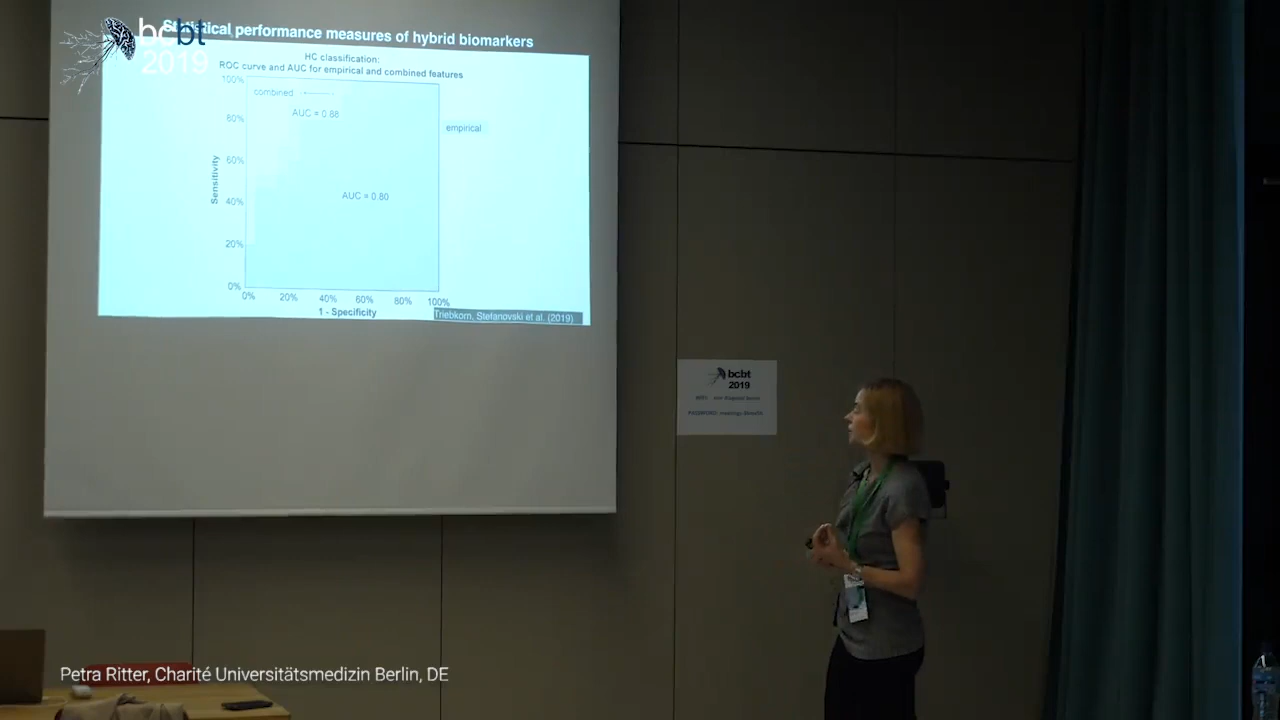 Statistical performance measures of hybrid biomarkers
bcbt
2019
HC classification:
ROC curve and AUC for empirical and combined features
100%
combined
AUC = 0.88
80%
empirical
60%
Sensitivity
AUC = 0.80
40%
20%
0%
0% 20% 40% 60% 80% 100%
1 - Specificity
Triebkorn, Stefanovski et al. (2019)
bcbt
2019
Petra Ritter, Charité Universitätsmedizin Berlin, DE